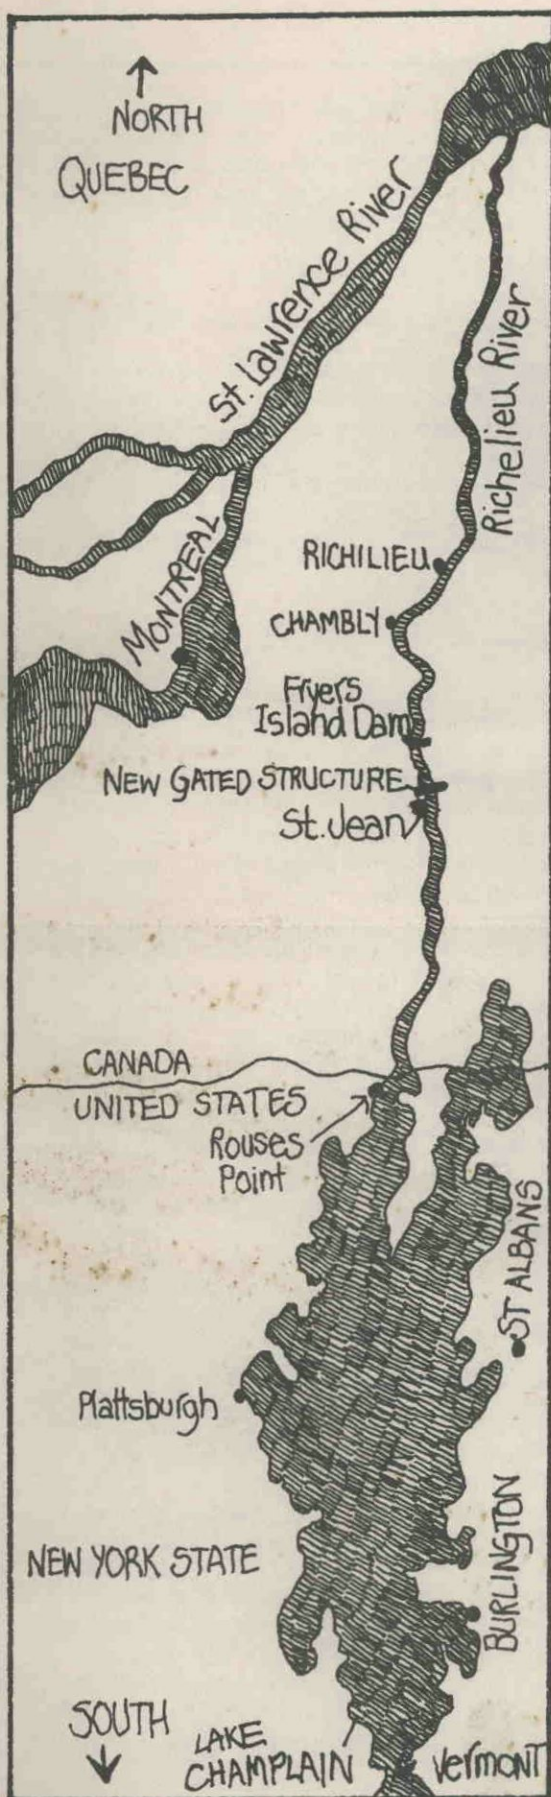 NORTH
QUEBEC
St. Lawrence River
Richelieu River
RICHILIEU
MONTREAL
CHAMBLY
Fryers
Island Dam
NEW GATED STRUCTURE
St. Jean
CANADA
UNITED STATES
Rouses
Point
ST ALBANS
Plattsburgh
NEW YORK STATE
BURLINGTON
SOUTH
LAKE
CHAMPLAIN
Vermont